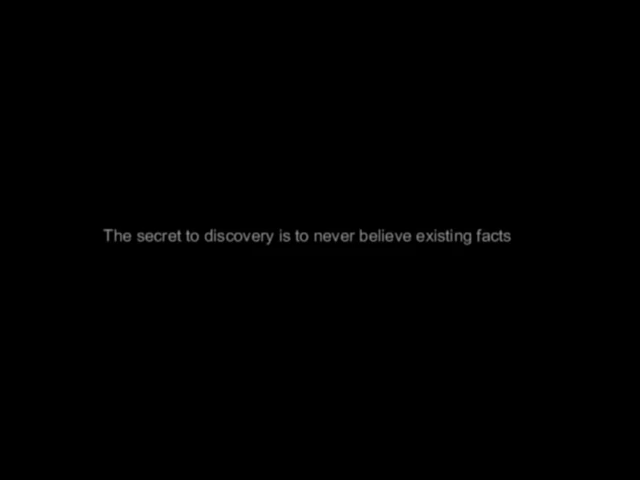 The secret to discovery is to never believe existing facts